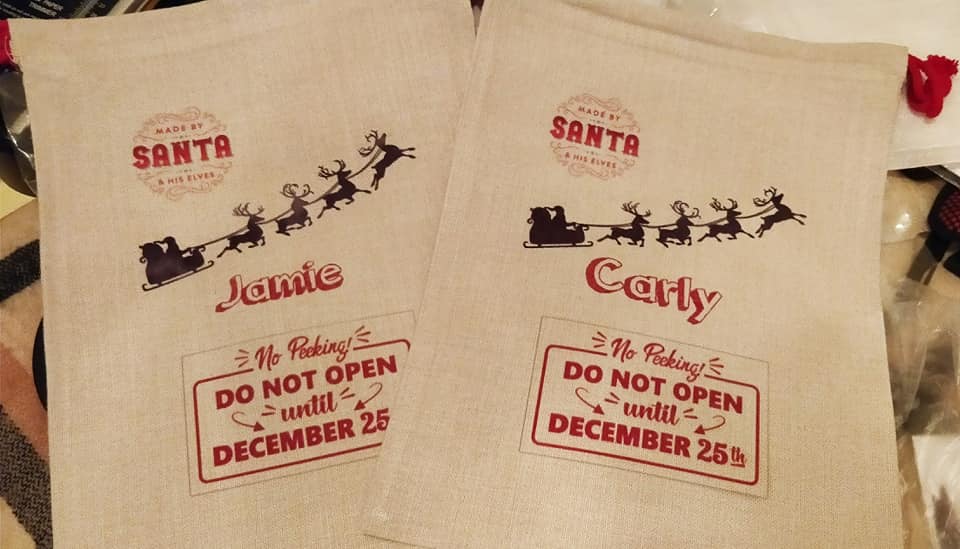 MADE BY
SANTA
& HIS ELVES
Jamie
No Peeking!
DO NOT OPEN
until
DECEMBER 25
MADE BY
SANTA
& HIS ELVES
Carly
No Peeking!
DO NOT OPEN
until
DECEMBER 25th